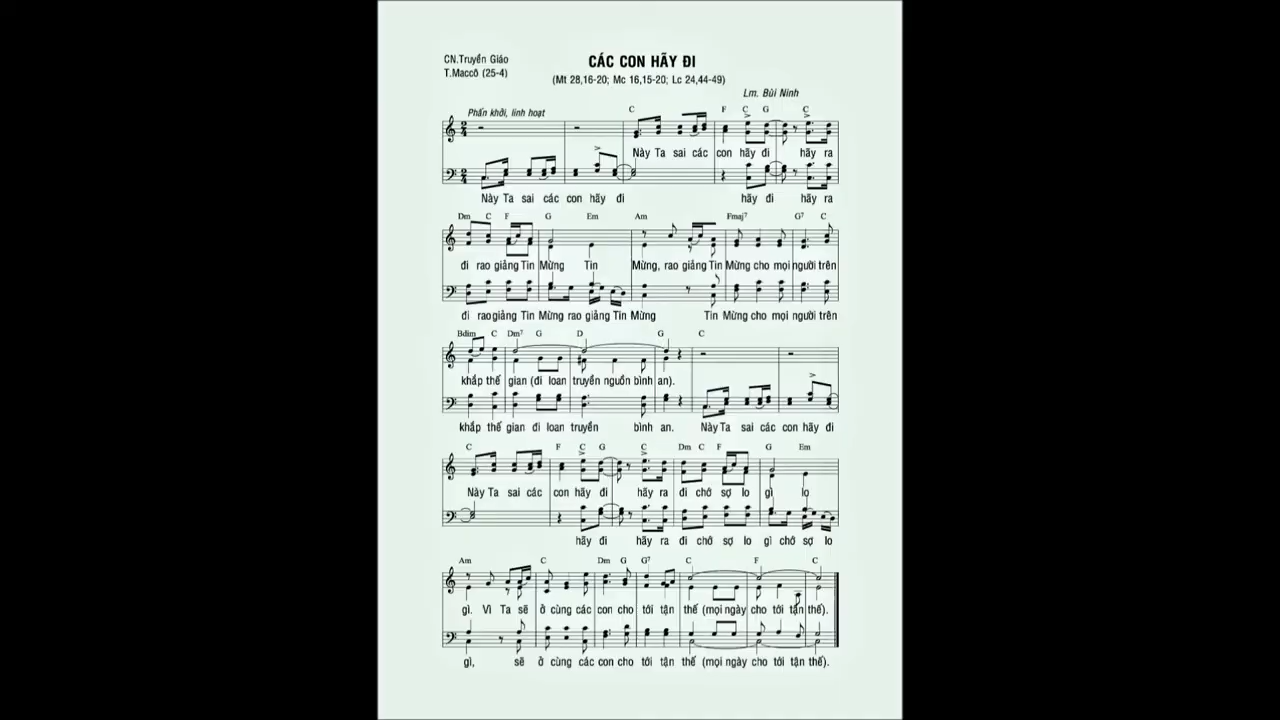 CN.Truyền Giáo
T.Maccô (25-4)
CÁC CON HÃY ĐI
(Mt 28,16-20; Mc 16,15-20; Lc 24,44-49)
Lm. Bùi Ninh
Phấn khởi, linh hoạt
C F C G C
Này Ta sai các con hãy đi hãy ra
Này Ta sai các con hãy đi hãy đi hãy ra
Dm C F G Em Am Fmaj7 G7 C
đi rao giảng Tin Mừng Tin Mừng, rao giảng Tin Mừng cho mọi người trên
đi rao giảng Tin Mừng rao giảng Tin Mừng Tin Mừng cho mọi người trên
Bdim C Dm7 G D G C
khắp thế gian (đi loan truyền nguồn bình an).
khắp thế gian đi loan truyền bình an. Này Ta sai các con hãy đi
C F C G C Dm C F G Em
Này Ta sai các con hãy đi hãy ra đi chớ sợ lo gì lo
hãy đi hãy ra đi chớ sợ lo gì chớ sợ lo
Am C Dm G G7 C F C
gì. Vì Ta sẽ ở cùng các con cho tới tận thế (mọi ngày cho tới tận thế).
gì, sẽ ở cùng các con cho tới tận thế (mọi ngày cho tới tận thế).